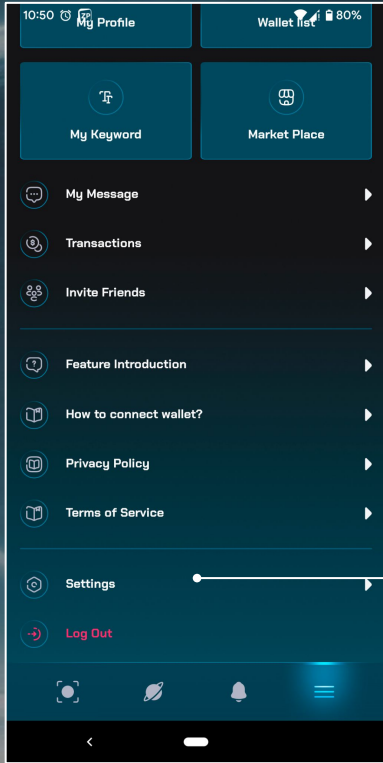 10:50 ZP 80%
My Profile Wallet list
My Keyword Market Place
My Message
Transactions
Invite Friends
Feature Introduction
How to connect wallet?
Privacy Policy
Terms of Service
Settings
Log Out